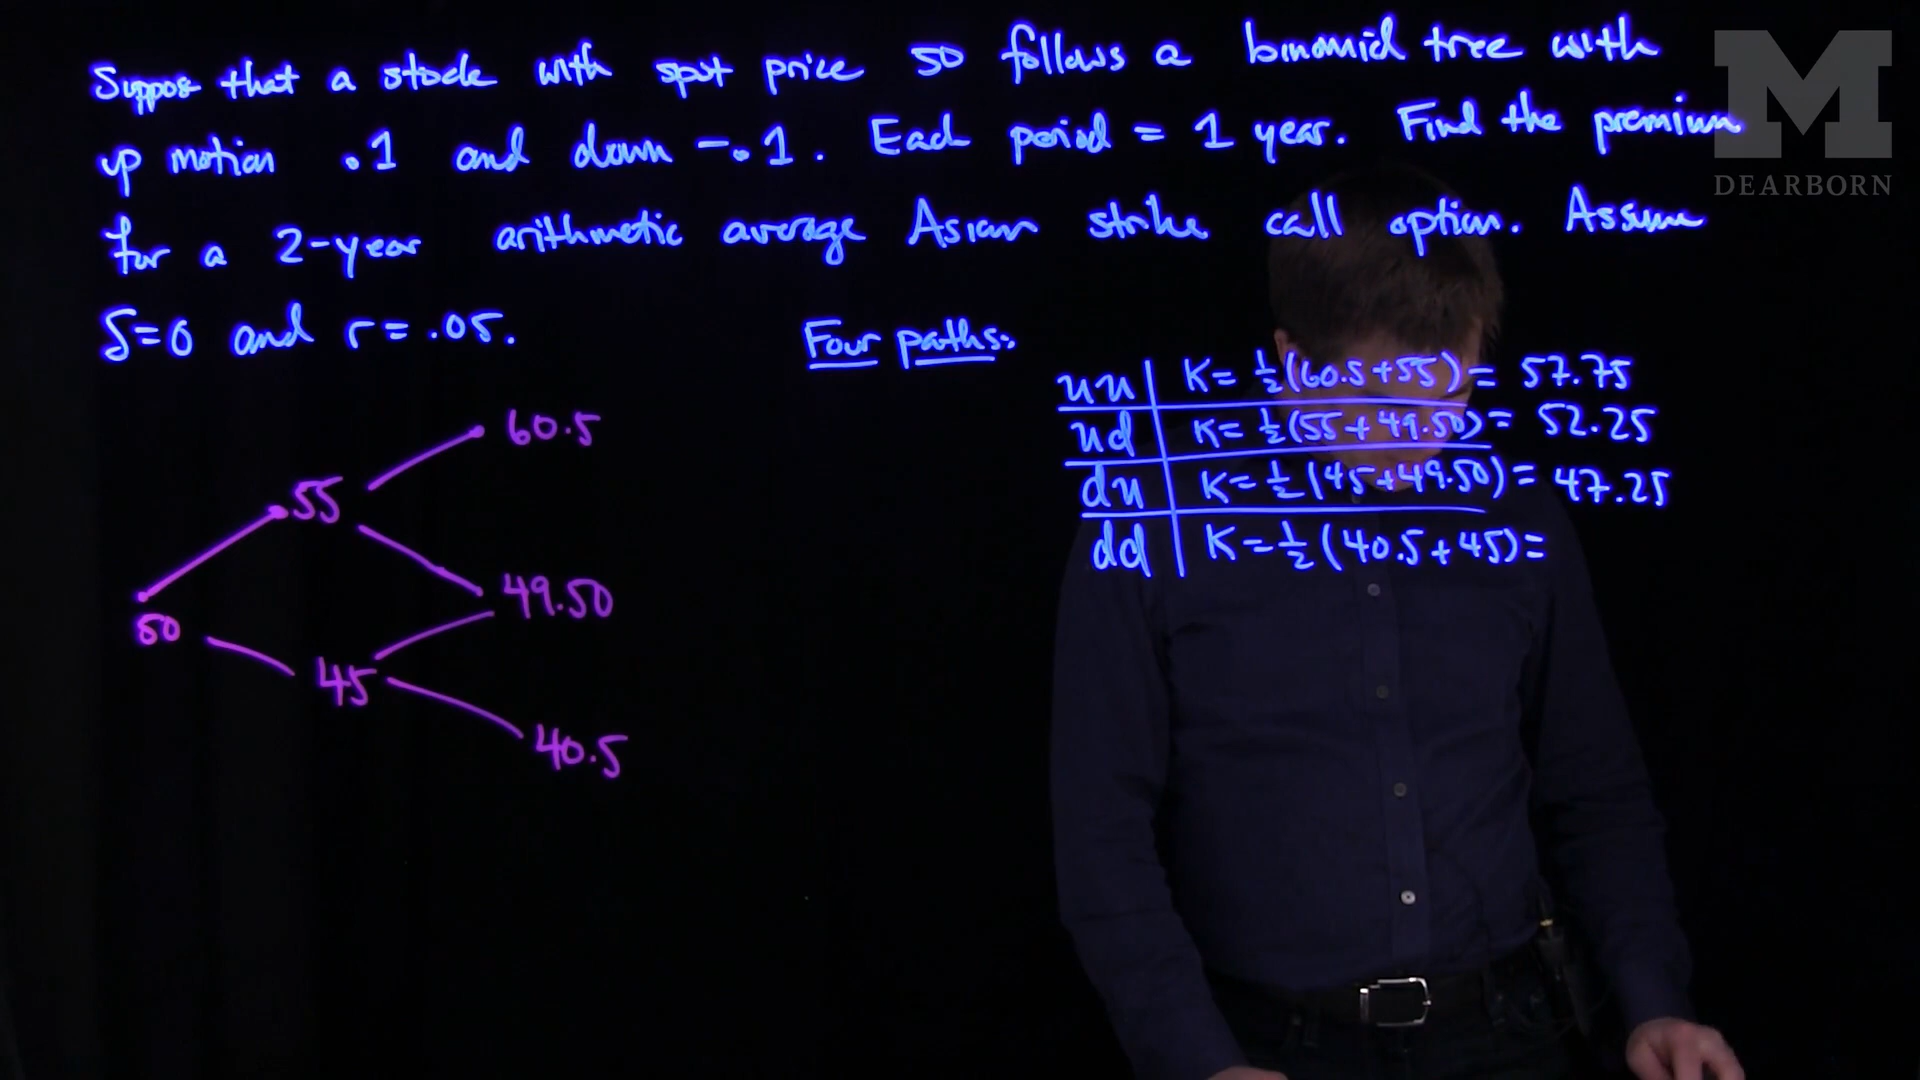 Suppose that a stock with spot price 50 follows a binomial tree with
up motion .1 and down -.1. Each period = 1 year. Find the premium
for a 2-year arithmetic average Asian strike call option. Assume
δ=0 and r=.05.
Four paths:
uu K= ½(60.5+55)= 57.75
ud K= ½(55+49.50)= 52.25
du K= ½(45+49.50)= 47.25
dd K= ½(40.5+45)=
60.5
55
49.50
50
45
40.5
M
DEARBORN